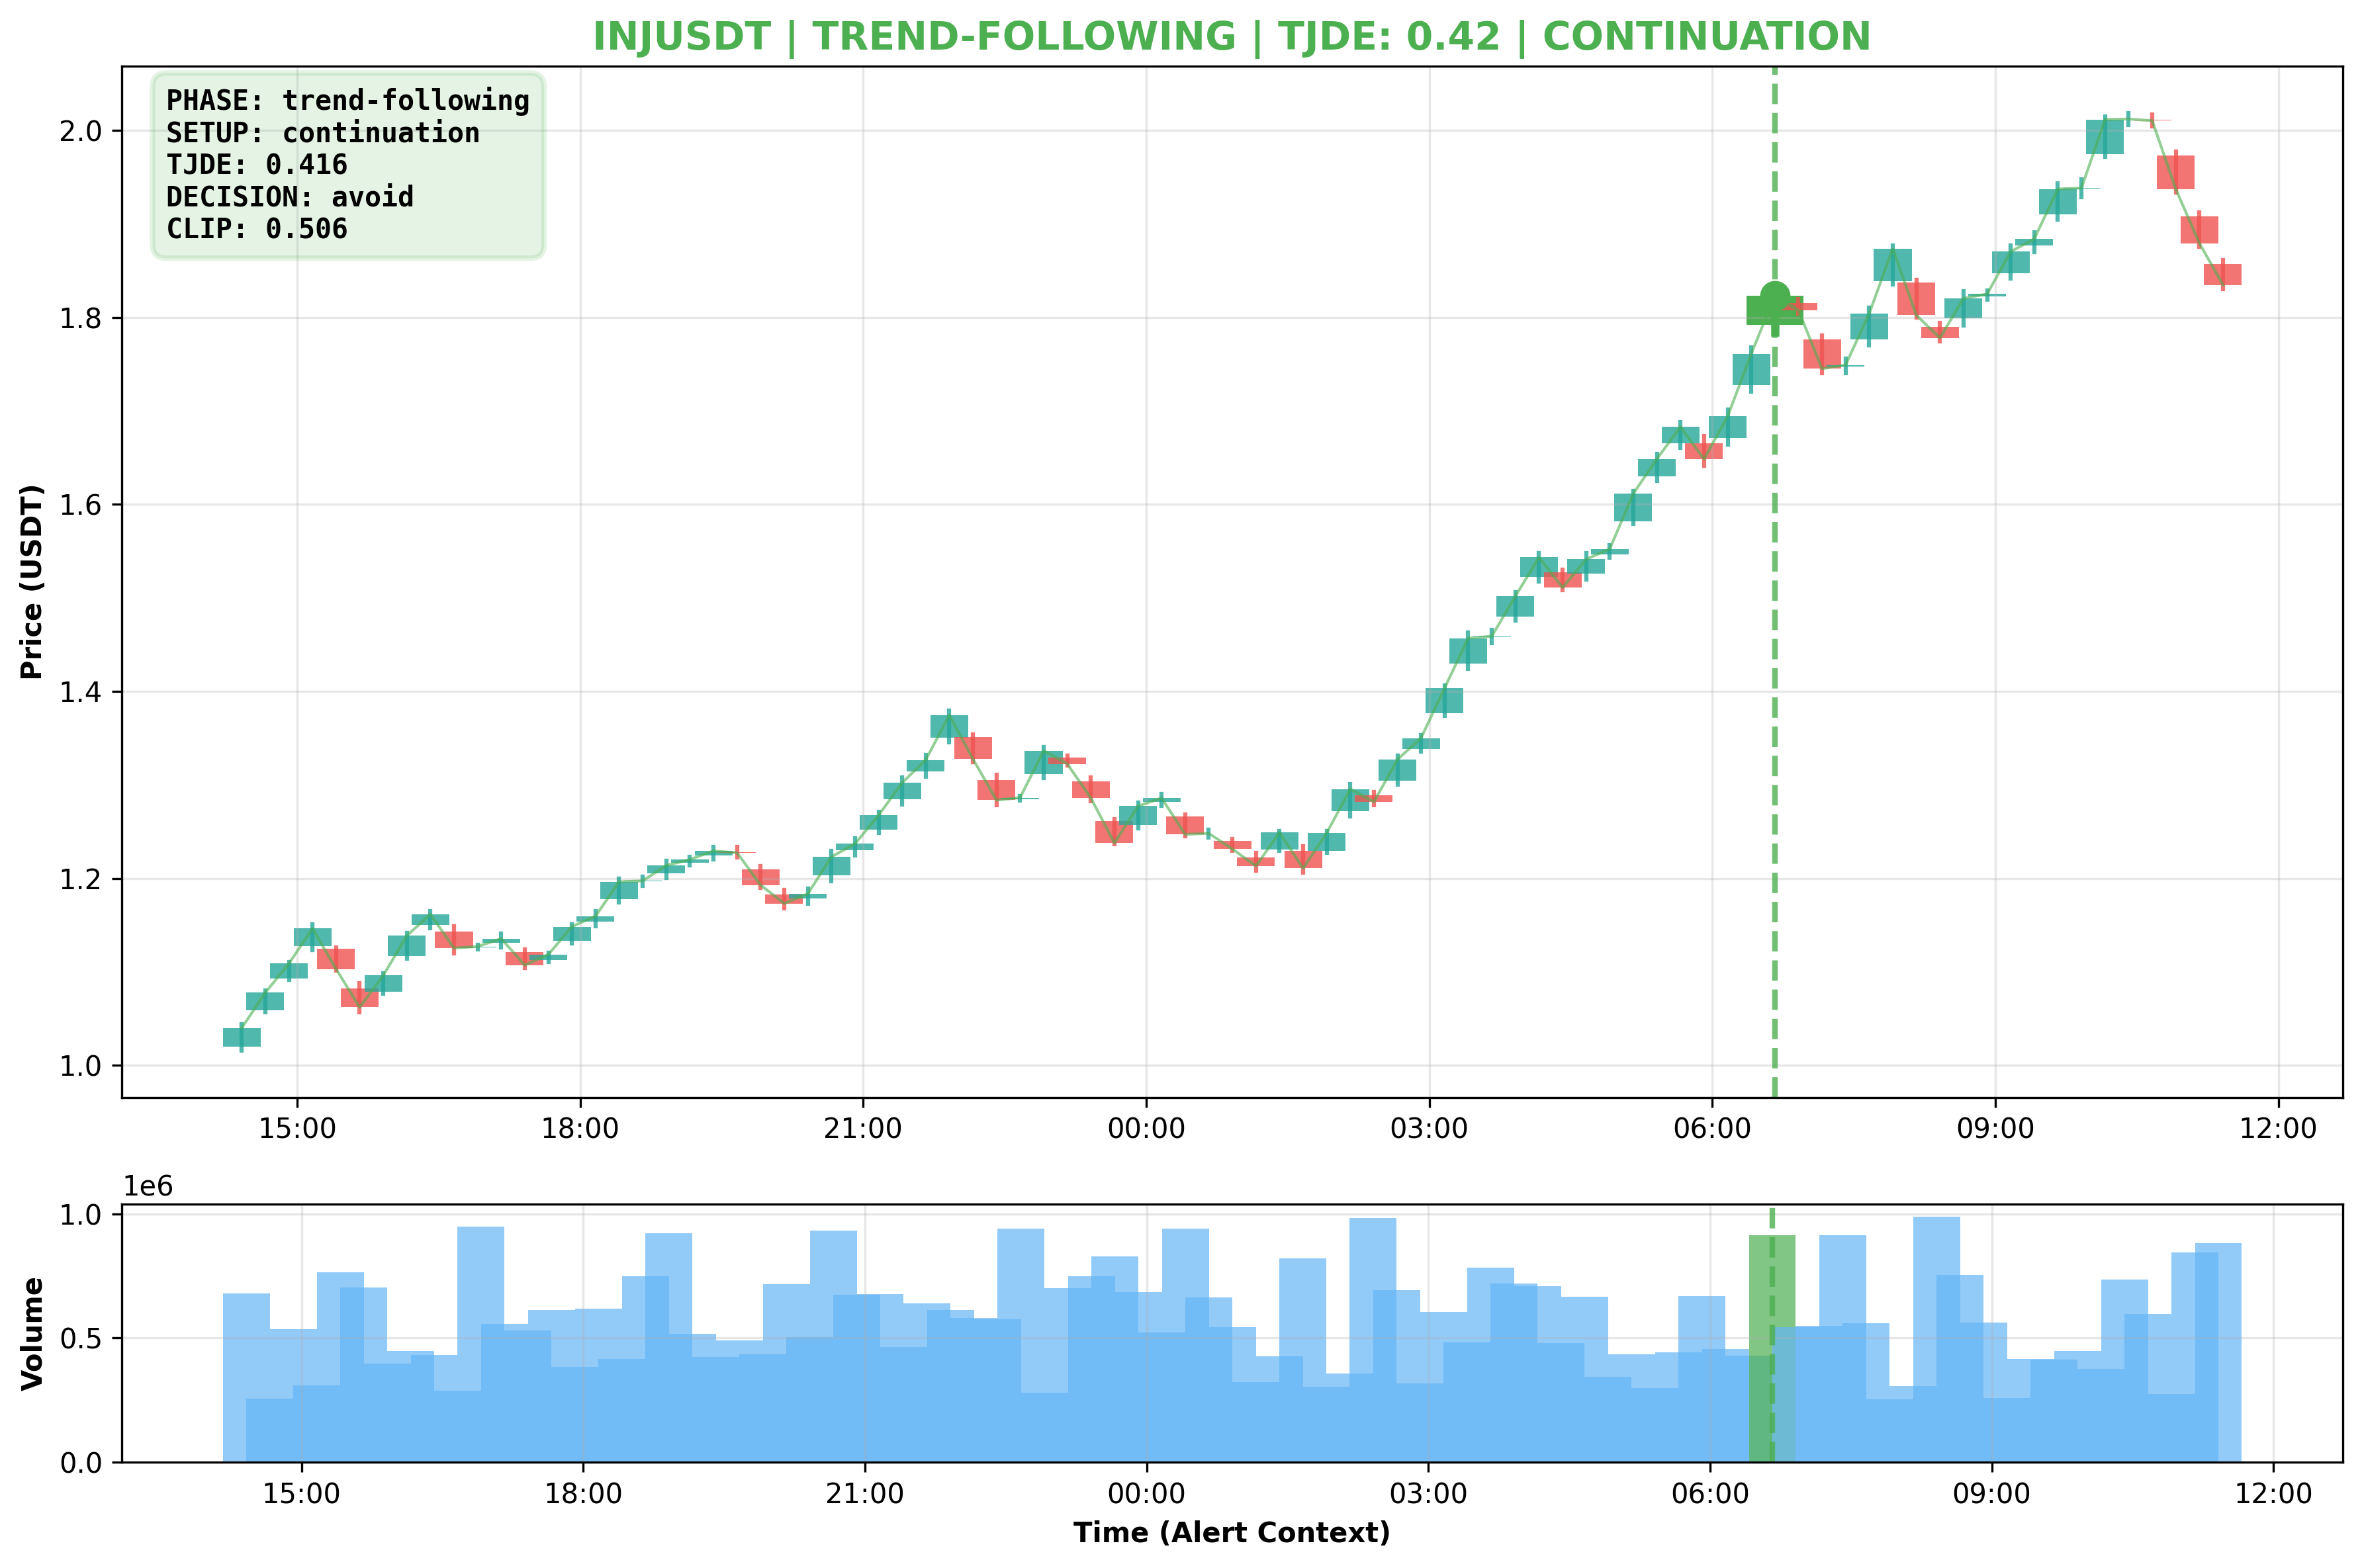 INJUSDT | TREND-FOLLOWING | TJDE: 0.42 | CONTINUATION
PHASE: trend-following
SETUP: continuation
TJDE: 0.416
DECISION: avoid
CLIP: 0.506
Price (USDT)
2.0
1.8
1.6
1.4
1.2
1.0
15:00 18:00 21:00 00:00 03:00 06:00 09:00 12:00
1e6
Volume
1.0
0.5
0.0
15:00 18:00 21:00 00:00 03:00 06:00 09:00 12:00
Time (Alert Context)